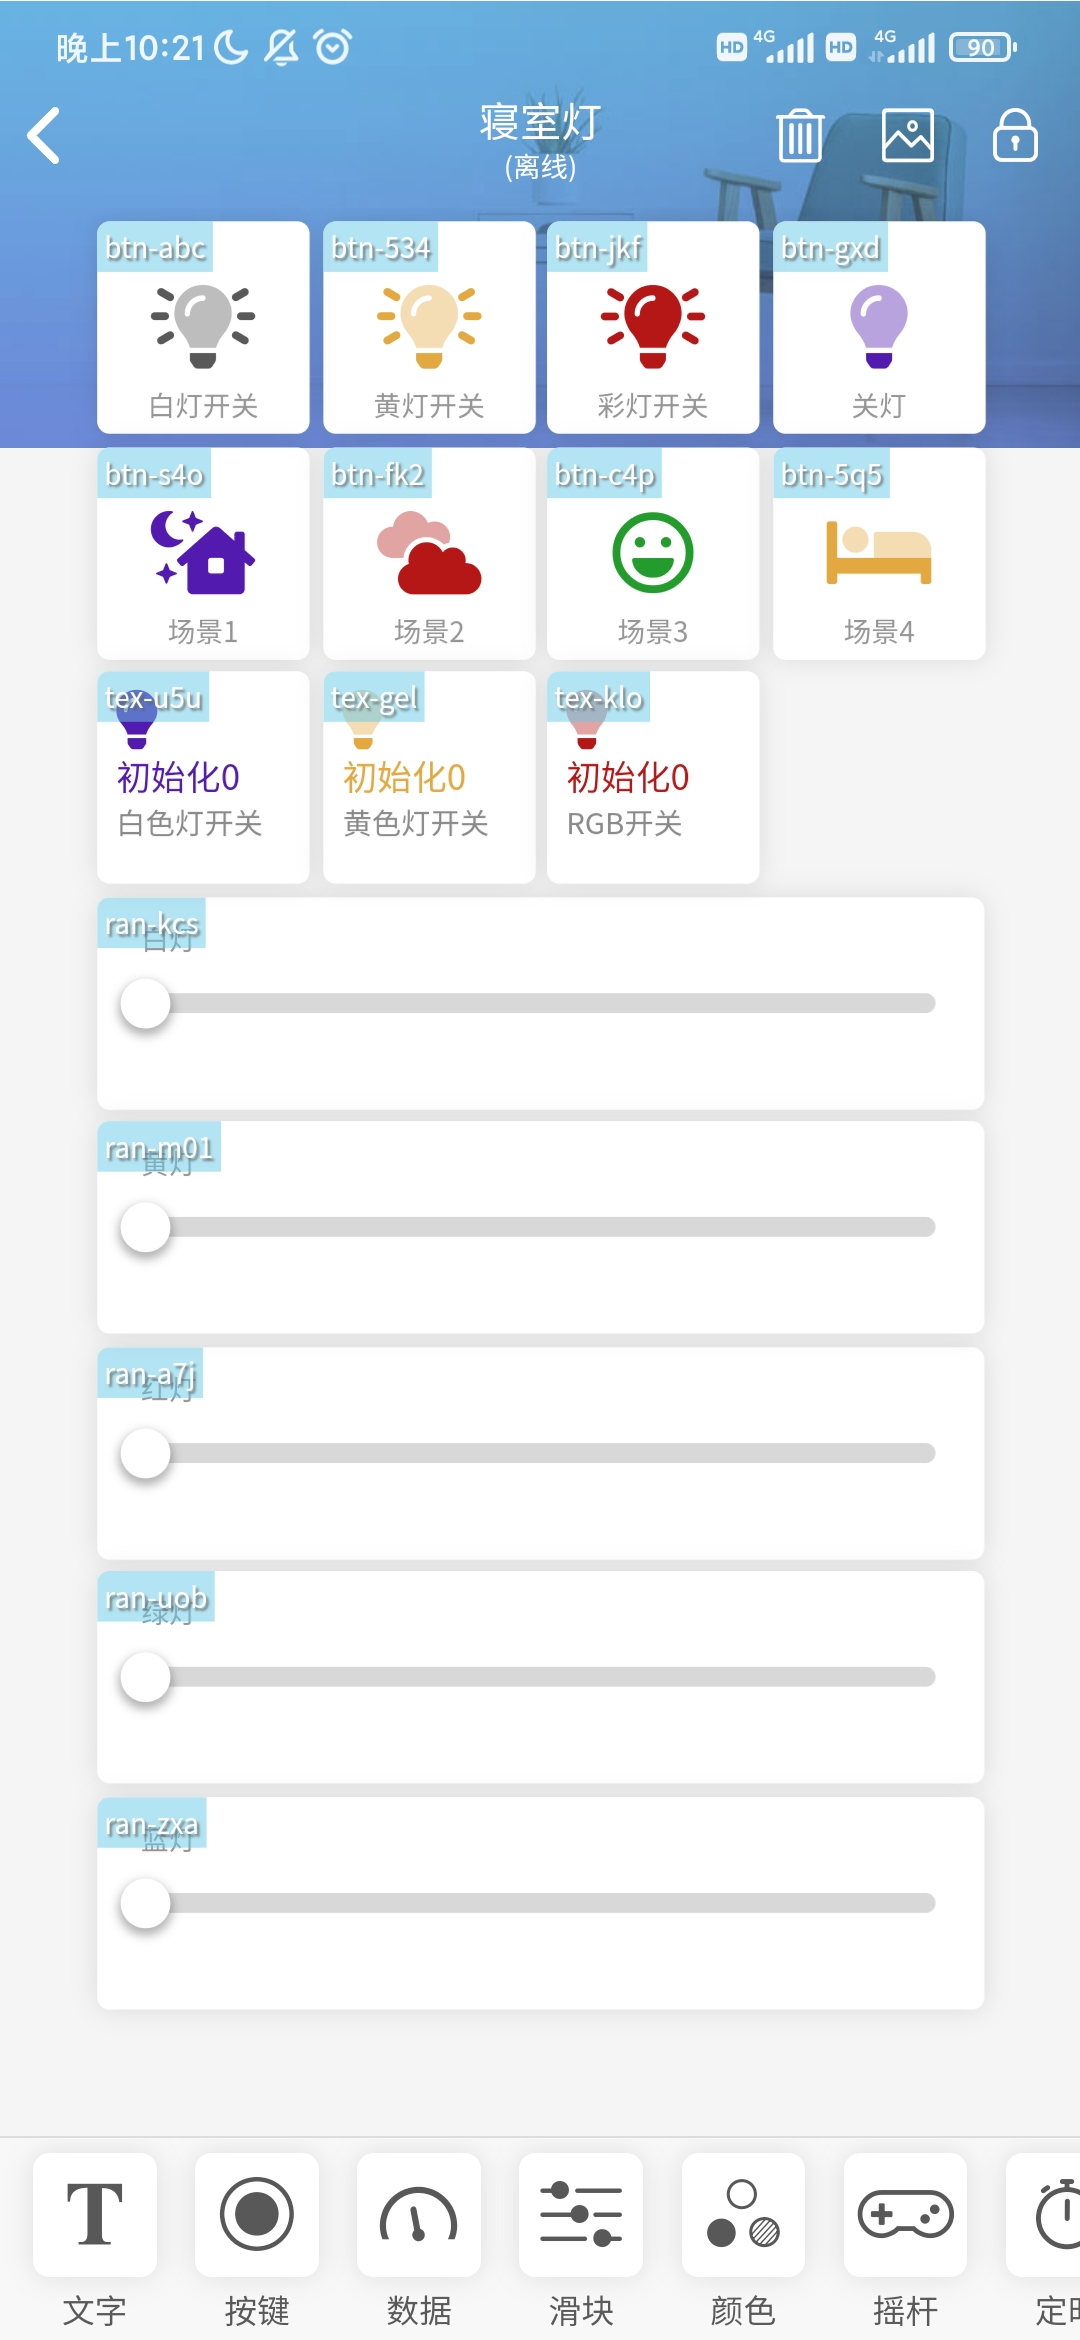 晚上10:21 HD 4G HD 4G 90
寝室灯
(离线)
btn-abc btn-534 btn-jkf btn-gxd
白灯开关 黄灯开关 彩灯开关 关灯
btn-s4o btn-fk2 btn-c4p btn-5q5
场景1 场景2 场景3 场景4
tex-u5u tex-gel tex-klo
初始化0 初始化0 初始化0
白色灯开关 黄色灯开关 RGB开关
ran-kcs
白灯
ran-m01
黄灯
ran-a7j
红灯
ran-uob
绿灯
ran-zxa
蓝灯
T
文字 按键 数据 滑块 颜色 摇杆 定时